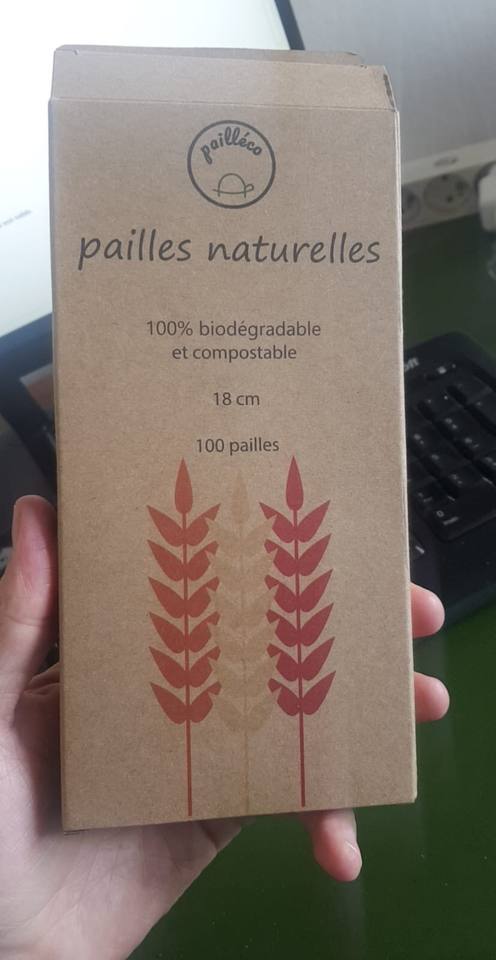 pailléco
pailles naturelles
100% biodégradable
et compostable
18 cm
100 pailles